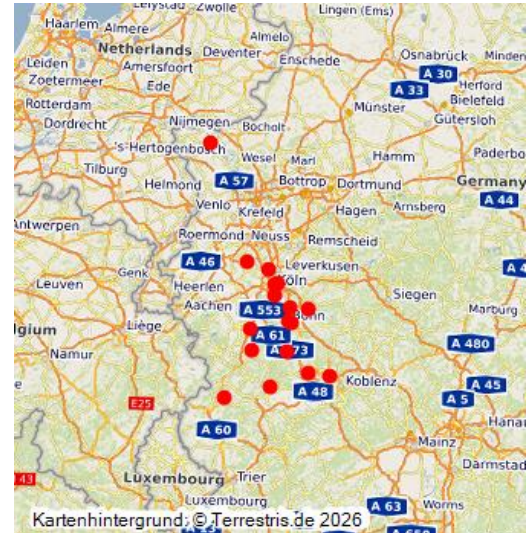 Lelystad Zwolle
Lingen (Ems)
Haarlem Almere
Almelo
Netherlands
Osnabrück
Minden
Leiden
Amersfoort
Deventer
Enschede
A 30
Zoetermeer
Ede
A 33
Herford
Rotterdam
Bielefeld
Münster
Dordrecht
Nijmegen
Bocholt
Gütersloh
's-Hertogenbosch
Wesel
Marl
Hamm
Paderbo
Tilburg
Helmond
A 57
Bottrop
Dortmund
Germany
Venlo
Krefeld
Hagen
Arnsberg
A 44
Antwerpen
Roermond
Neuss
Remscheid
Genk
A 46
Leverkusen
Leuven
Heerlen
Köln
Siegen
Aachen
A 553
Bonn
Marburg
lgium
Liège
A 61
A 480
Namur
A 573
Koblenz
A 45
A 48
A 5
E25
Hanau
A 60
Mainz
Darmstad
43
Luxembourg
Trier
Luxembourg
A 63
Worms
Kartenhintergrund: © Terrestris.de 2026